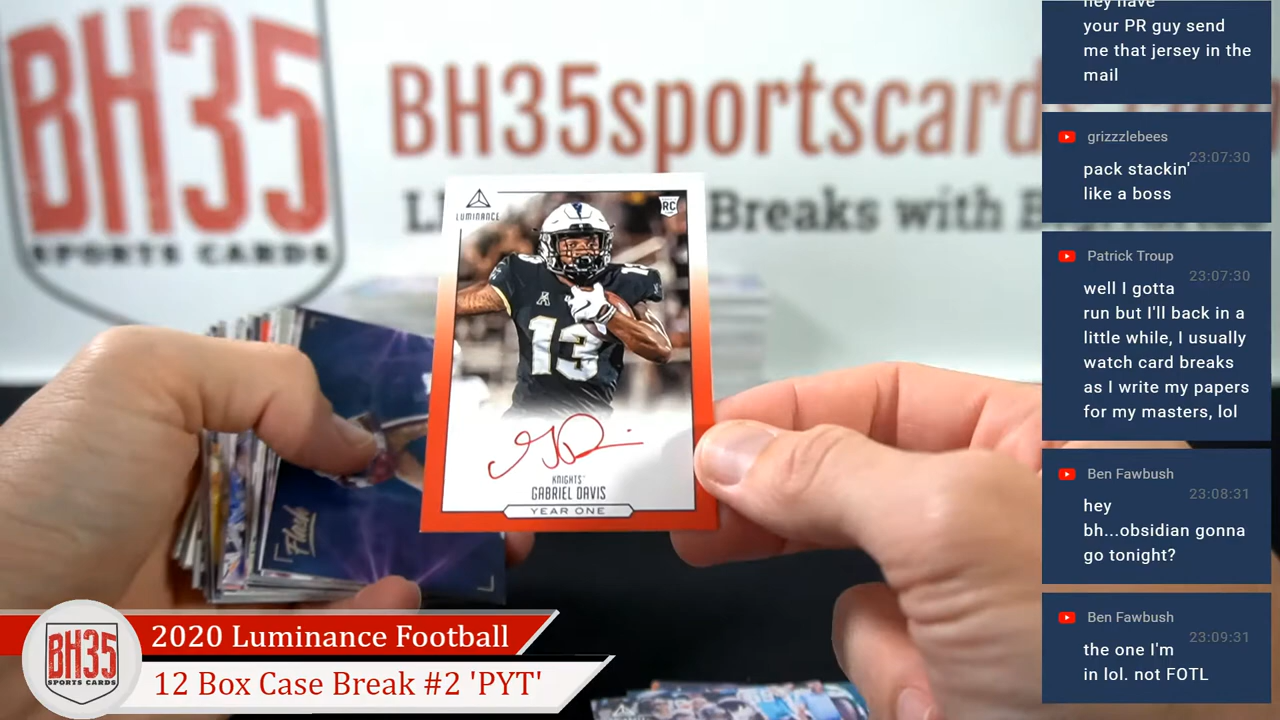 BH35
SPORTS CARDS
BH35sportscard
Breaks with
LUMINANCE
RC
13
KNIGHTS
GABRIEL DAVIS
YEAR ONE
Flash
2020 Luminance Football
12 Box Case Break #2 'PYT'
BH35
SPORTS CARDS
hey have
your PR guy send
me that jersey in the
mail
grizzzlebees
23:07:30
pack stackin'
like a boss
Patrick Troup
23:07:30
well I gotta
run but I'll back in a
little while, I usually
watch card breaks
as I write my papers
for my masters, lol
Ben Fawbush
23:08:31
hey
bh...obsidian gonna
go tonight?
Ben Fawbush
23:09:31
the one I'm
in lol. not FOTL